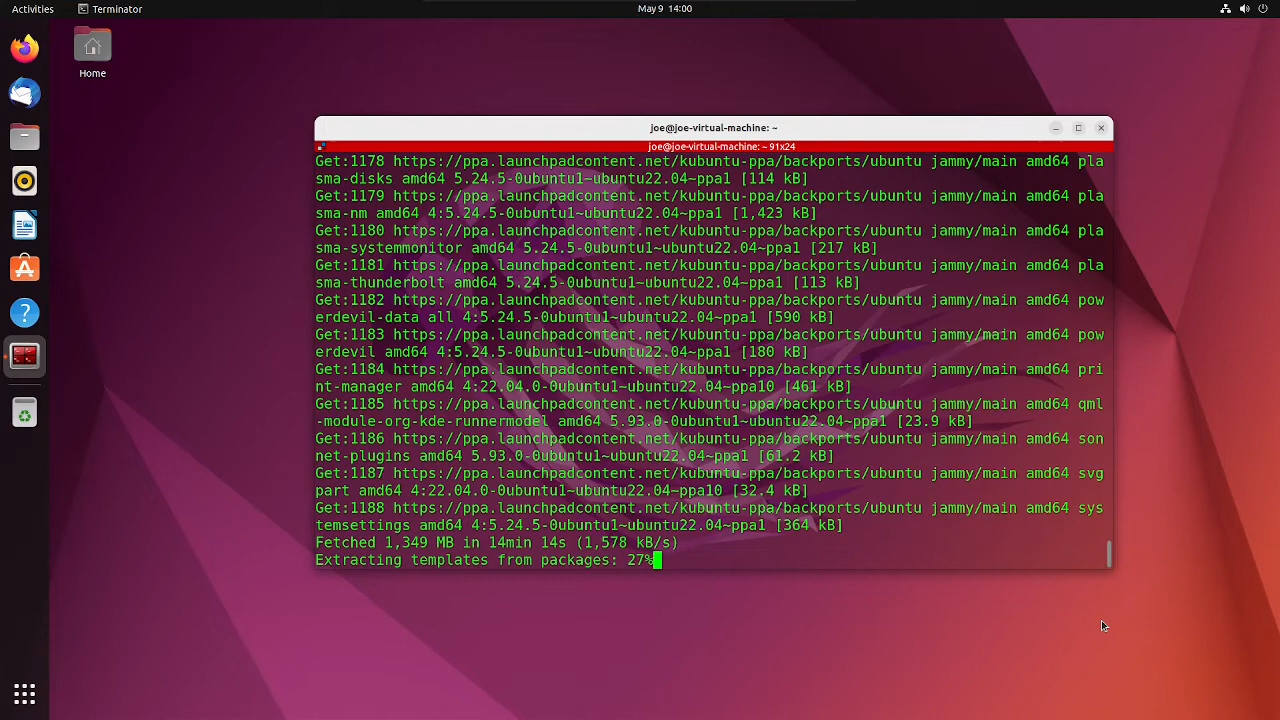 Activities
Terminator
May 9 14:00
Home
joe@joe-virtual-machine: ~
joe@joe-virtual-machine: ~ 91x24
Get:1178 https://ppa.launchpadcontent.net/kubuntu-ppa/backports/ubuntu jammy/main amd64 pla
sma-disks amd64 5.24.5-0ubuntu1~ubuntu22.04~ppa1 [114 kB]
Get:1179 https://ppa.launchpadcontent.net/kubuntu-ppa/backports/ubuntu jammy/main amd64 pla
sma-nm amd64 4:5.24.5-0ubuntu1~ubuntu22.04~ppa1 [1,423 kB]
Get:1180 https://ppa.launchpadcontent.net/kubuntu-ppa/backports/ubuntu jammy/main amd64 pla
sma-systemmonitor amd64 5.24.5-0ubuntu1~ubuntu22.04~ppa1 [217 kB]
Get:1181 https://ppa.launchpadcontent.net/kubuntu-ppa/backports/ubuntu jammy/main amd64 pla
sma-thunderbolt amd64 5.24.5-0ubuntu1~ubuntu22.04~ppa1 [113 kB]
Get:1182 https://ppa.launchpadcontent.net/kubuntu-ppa/backports/ubuntu jammy/main amd64 pow
erdevil-data all 4:5.24.5-0ubuntu1~ubuntu22.04~ppa1 [590 kB]
Get:1183 https://ppa.launchpadcontent.net/kubuntu-ppa/backports/ubuntu jammy/main amd64 pow
erdevil amd64 4:5.24.5-0ubuntu1~ubuntu22.04~ppa1 [180 kB]
Get:1184 https://ppa.launchpadcontent.net/kubuntu-ppa/backports/ubuntu jammy/main amd64 pri
nt-manager amd64 4:22.04.0-0ubuntu1~ubuntu22.04~ppa10 [461 kB]
Get:1185 https://ppa.launchpadcontent.net/kubuntu-ppa/backports/ubuntu jammy/main amd64 qml
-module-org-kde-runnermodel amd64 5.93.0-0ubuntu1~ubuntu22.04~ppa1 [23.9 kB]
Get:1186 https://ppa.launchpadcontent.net/kubuntu-ppa/backports/ubuntu jammy/main amd64 son
net-plugins amd64 5.93.0-0ubuntu1~ubuntu22.04~ppa1 [61.2 kB]
Get:1187 https://ppa.launchpadcontent.net/kubuntu-ppa/backports/ubuntu jammy/main amd64 svg
part amd64 4:22.04.0-0ubuntu1~ubuntu22.04~ppa10 [32.4 kB]
Get:1188 https://ppa.launchpadcontent.net/kubuntu-ppa/backports/ubuntu jammy/main amd64 sys
temsettings amd64 4:5.24.5-0ubuntu1~ubuntu22.04~ppa1 [364 kB]
Fetched 1,349 MB in 14min 14s (1,578 kB/s)
Extracting templates from packages: 27%